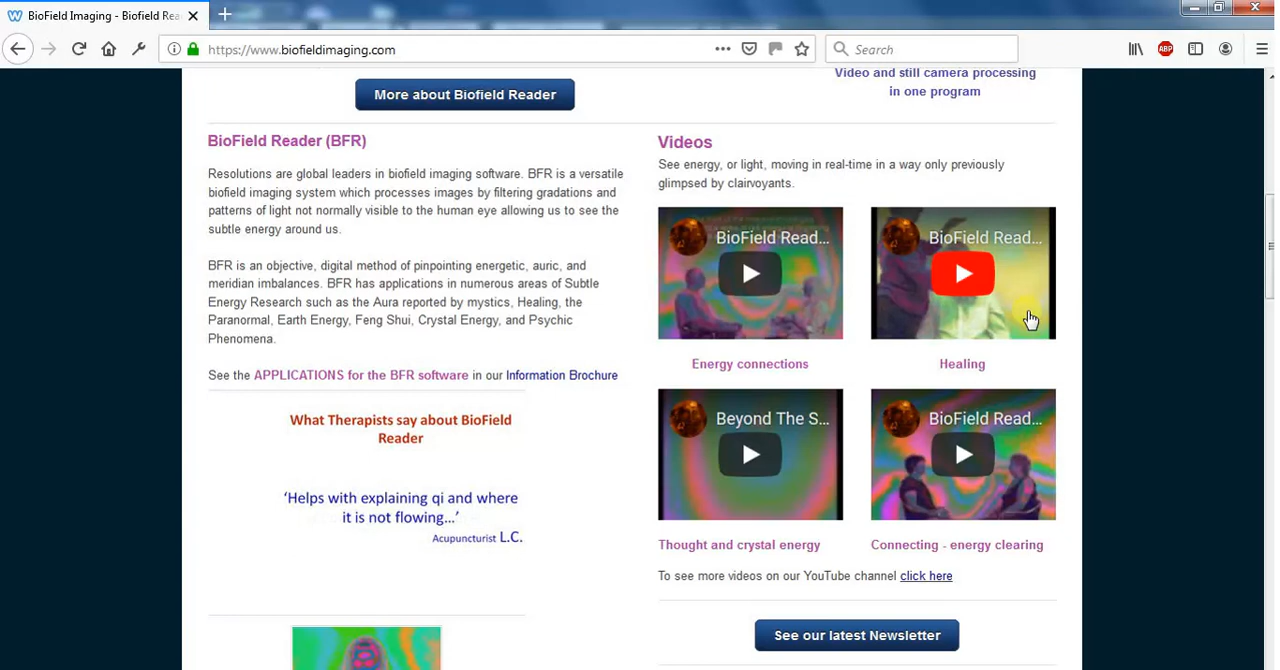 BioField Imaging - BioField Rea
https://www.biofieldimaging.com
Search
ABP
More about Biofield Reader
Video and still camera processing
in one program
BioField Reader (BFR)
Resolutions are global leaders in biofield imaging software. BFR is a versatile
biofield imaging system which processes images by filtering gradations and
patterns of light not normally visible to the human eye allowing us to see the
subtle energy around us.
BFR is an objective, digital method of pinpointing energetic, auric, and
meridian imbalances. BFR has applications in numerous areas of Subtle
Energy Research such as the Aura reported by mystics, Healing, the
Paranormal, Earth Energy, Feng Shui, Crystal Energy, and Psychic
Phenomena.
See the APPLICATIONS for the BFR software in our Information Brochure
What Therapists say about BioField
Reader
‘Helps with explaining qi and where
it is not flowing...’
Acupuncturist L.C.
Videos
See energy, or light, moving in real-time in a way only previously
glimpsed by clairvoyants.
BioField Read...
BioField Read...
Energy connections
Healing
Beyond The S...
BioField Read...
Thought and crystal energy
Connecting - energy clearing
To see more videos on our YouTube channel click here
See our latest Newsletter